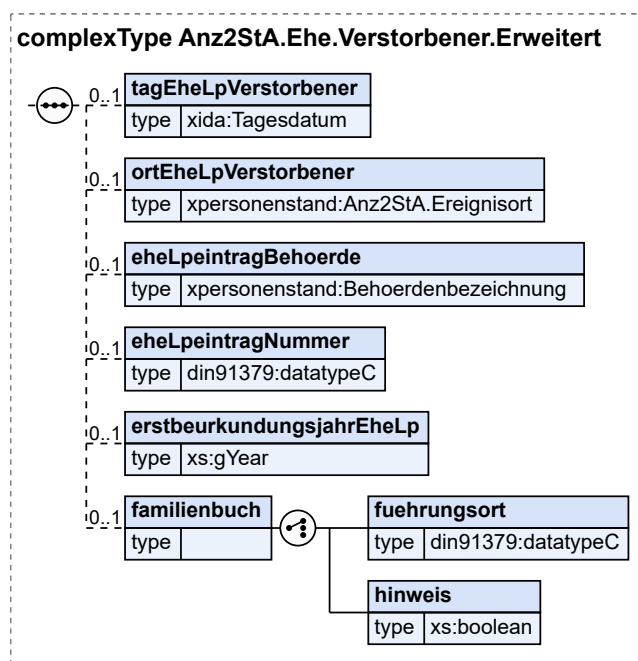 complexType Anz2StA.Ehe.Verstorbener.Erweitert
0..1
tagEheLpVerstorbener
type xida:Tagesdatum
0..1
ortEheLpVerstorbener
type xpersonenstand:Anz2StA.Ereignisort
0..1
eheLpeintragBehoerde
type xpersonenstand:Behoerdenbezeichnung
0..1
eheLpeintragNummer
type din91379:datatypeC
0..1
erstbeurkundungsjahrEheLp
type xs:gYear
0..1
familienbuch
type
fuehrungsort
type din91379:datatypeC
hinweis
type xs:boolean